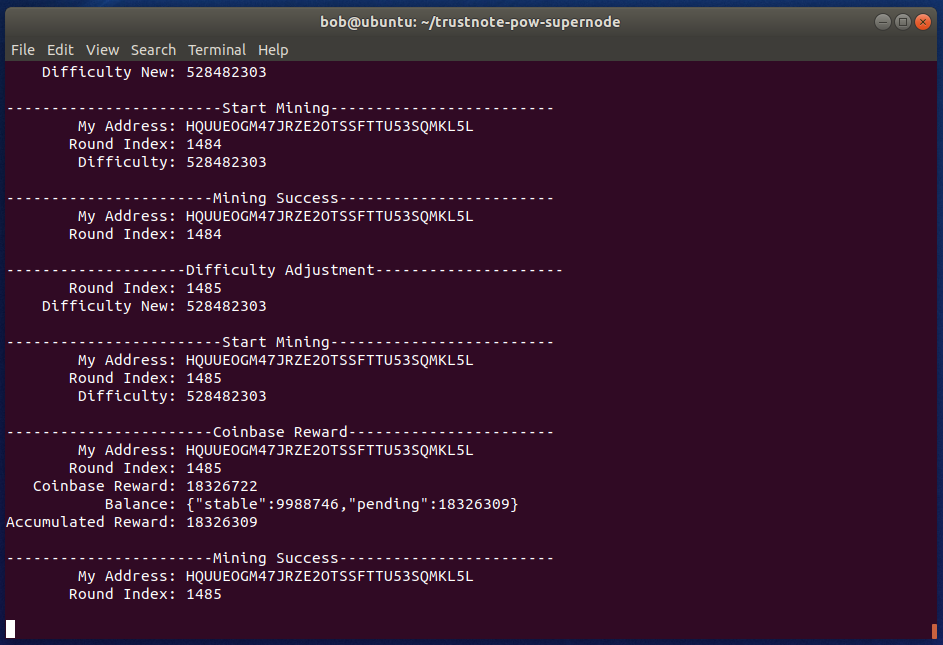 bob@ubuntu: ~/trustnote-pow-supernode
File Edit View Search Terminal Help
Difficulty New: 528482303
------------------------Start Mining-------------------------
My Address: HQUUEOGM47JRZE2OTSSFTTU53SQMKL5L
Round Index: 1484
Difficulty: 528482303
-----------------------Mining Success------------------------
My Address: HQUUEOGM47JRZE2OTSSFTTU53SQMKL5L
Round Index: 1484
--------------------Difficulty Adjustment---------------------
Round Index: 1485
Difficulty New: 528482303
------------------------Start Mining-------------------------
My Address: HQUUEOGM47JRZE2OTSSFTTU53SQMKL5L
Round Index: 1485
Difficulty: 528482303
-----------------------Coinbase Reward-----------------------
My Address: HQUUEOGM47JRZE2OTSSFTTU53SQMKL5L
Round Index: 1485
Coinbase Reward: 18326722
Balance: {"stable":9988746,"pending":18326309}
Accumulated Reward: 18326309
-----------------------Mining Success------------------------
My Address: HQUUEOGM47JRZE2OTSSFTTU53SQMKL5L
Round Index: 1485